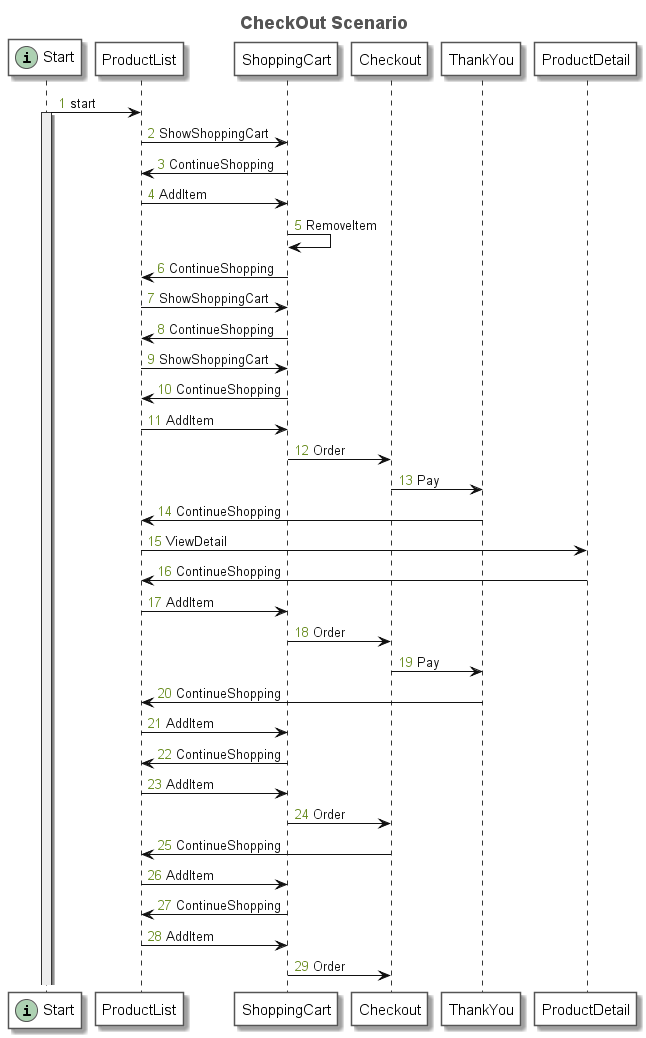 CheckOut Scenario
i Start ProductList ShoppingCart Checkout ThankYou ProductDetail
1 start
2 ShowShoppingCart
3 ContinueShopping
4 AddItem
5 RemoveItem
6 ContinueShopping
7 ShowShoppingCart
8 ContinueShopping
9 ShowShoppingCart
10 ContinueShopping
11 AddItem
12 Order
13 Pay
14 ContinueShopping
15 ViewDetail
16 ContinueShopping
17 AddItem
18 Order
19 Pay
20 ContinueShopping
21 AddItem
22 ContinueShopping
23 AddItem
24 Order
25 ContinueShopping
26 AddItem
27 ContinueShopping
28 AddItem
29 Order
i Start ProductList ShoppingCart Checkout ThankYou ProductDetail